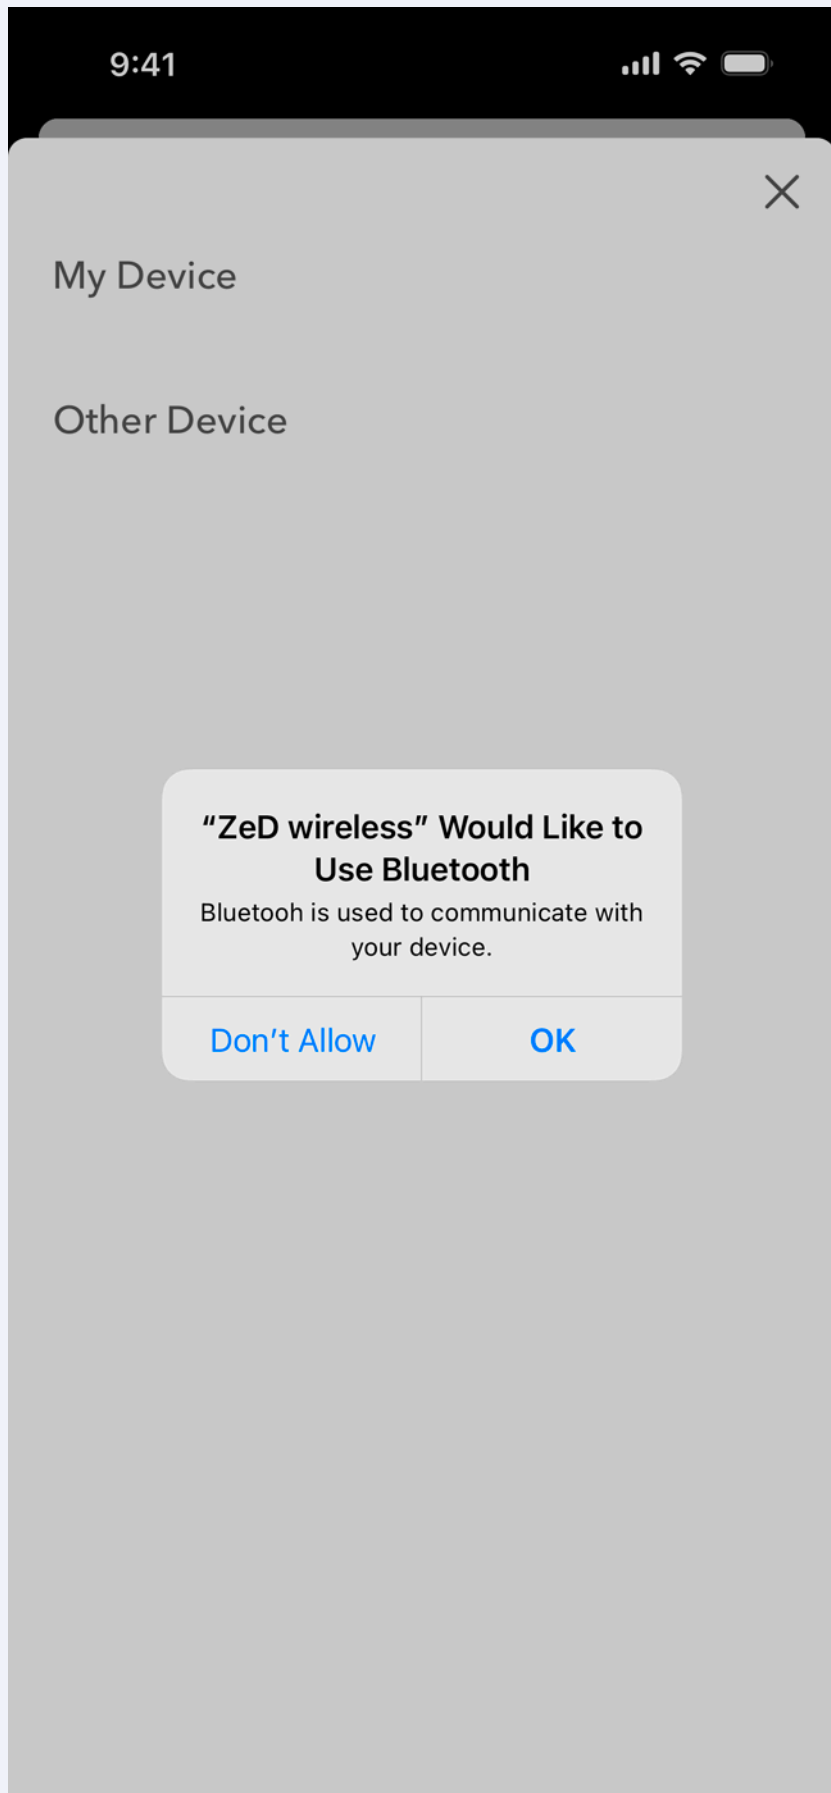 9:41
My Device
Other Device
“ZeD wireless” Would Like to
Use Bluetooth
Bluetooh is used to communicate with
your device.
Don’t Allow
OK